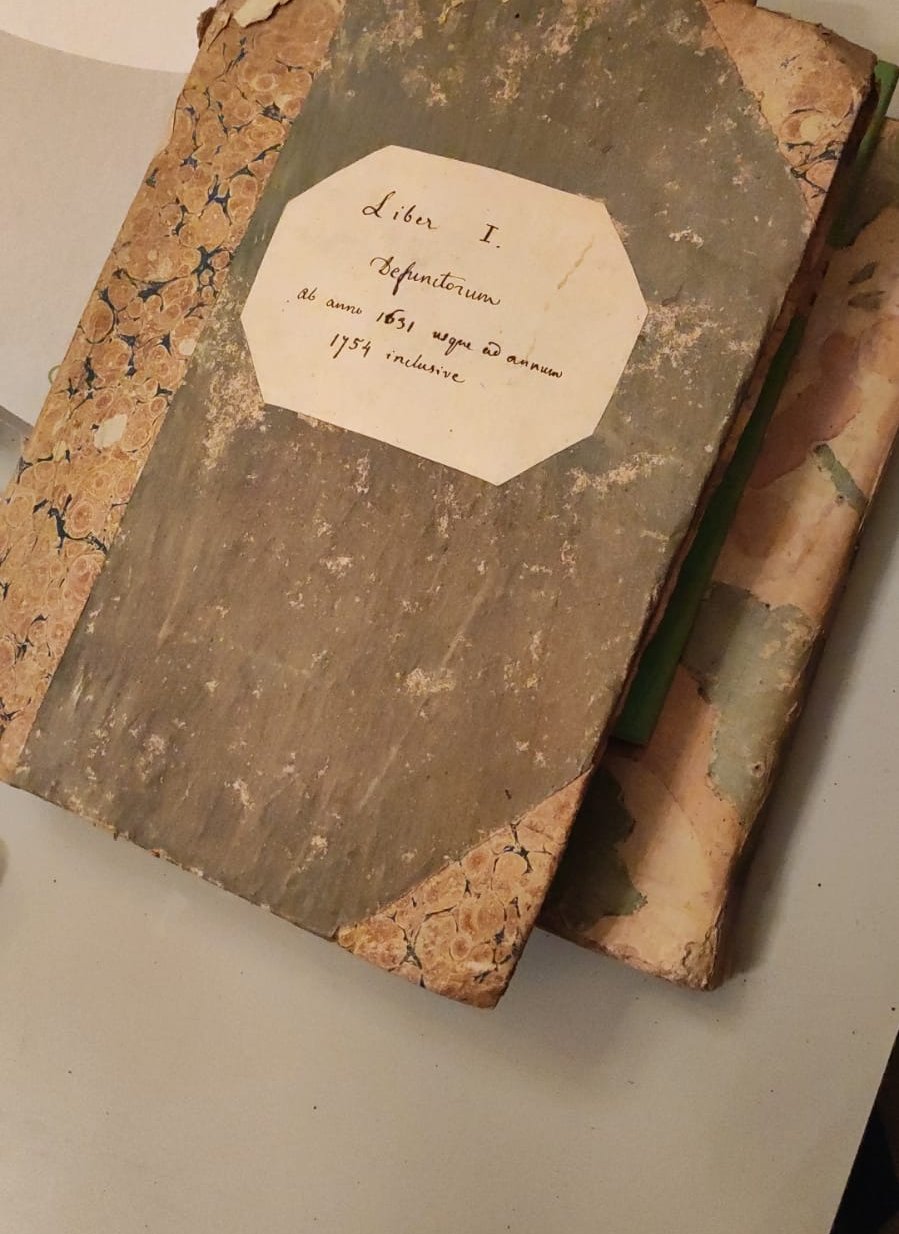 Liber I.
Defunctorum
ab anno 1631 usque ad annum
1754 inclusive